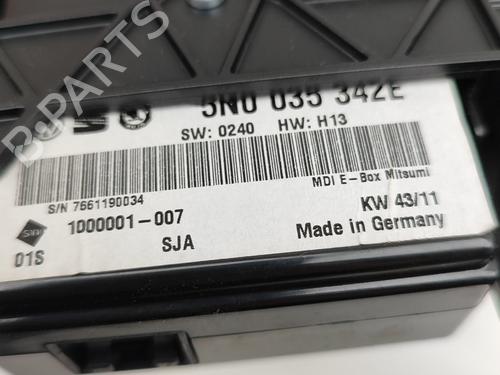 B-PARTS
5N0 035 342E
SW: 0240 HW: H13
S/N 7661190034
MDI E-Box Mitsumi
1000001-007
KW 43/11
01S SJA
Made in Germany